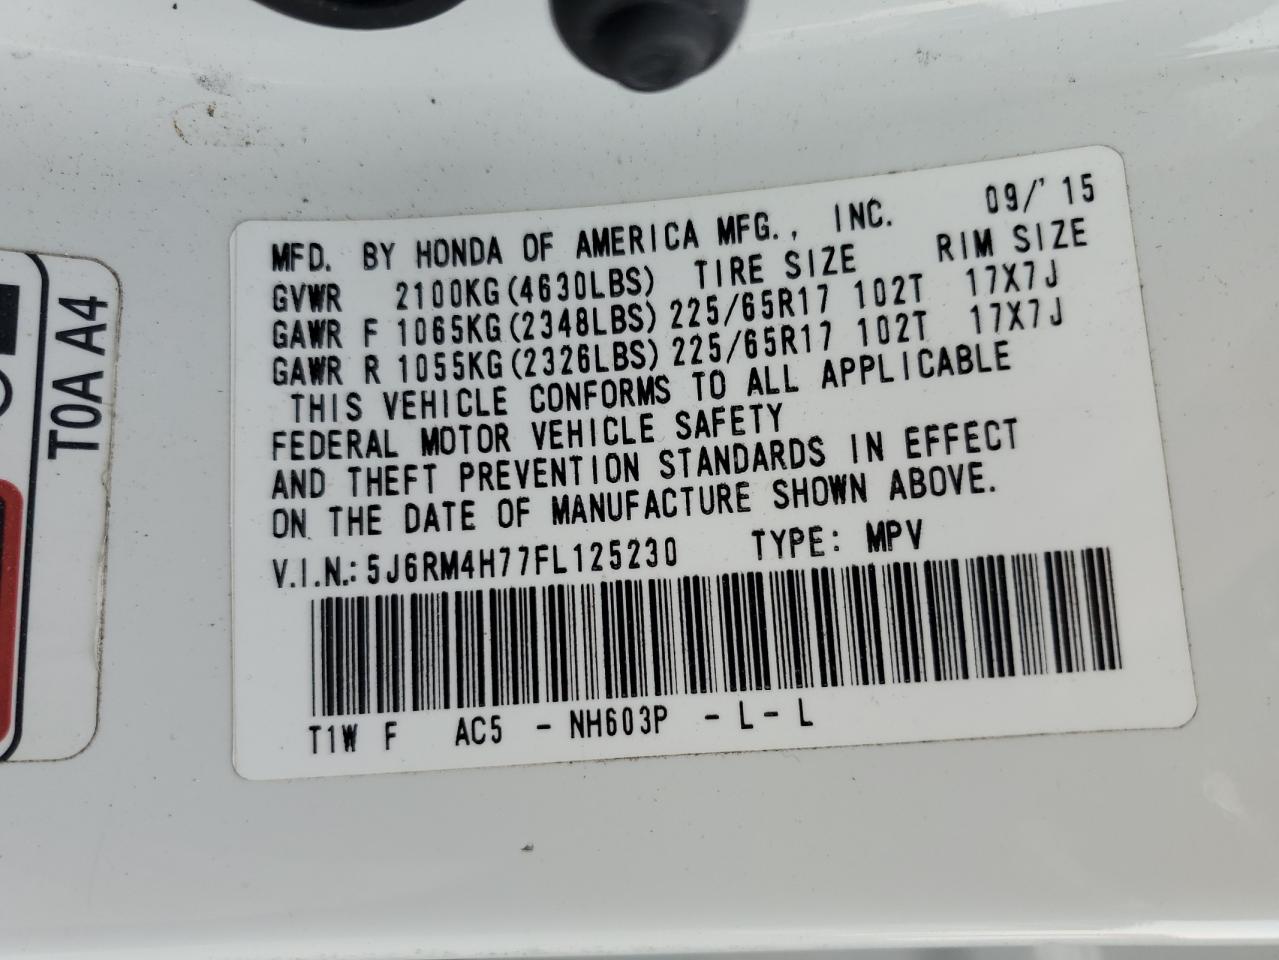 09/'15
MFD. BY HONDA OF AMERICA MFG., INC.
TIRE SIZE RIM SIZE
GVWR 2100KG(4630LBS)
GAWR F 1065KG(2348LBS) 225/65R17 102T 17X7J
GAWR R 1055KG(2326LBS) 225/65R17 102T 17X7J
THIS VEHICLE CONFORMS TO ALL APPLICABLE
FEDERAL MOTOR VEHICLE SAFETY
AND THEFT PREVENTION STANDARDS IN EFFECT
ON THE DATE OF MANUFACTURE SHOWN ABOVE.
V.I.N.: 5J6RM4H77FL125230 TYPE: MPV
T1W F AC5 - NH603P - L - L
T0A A4